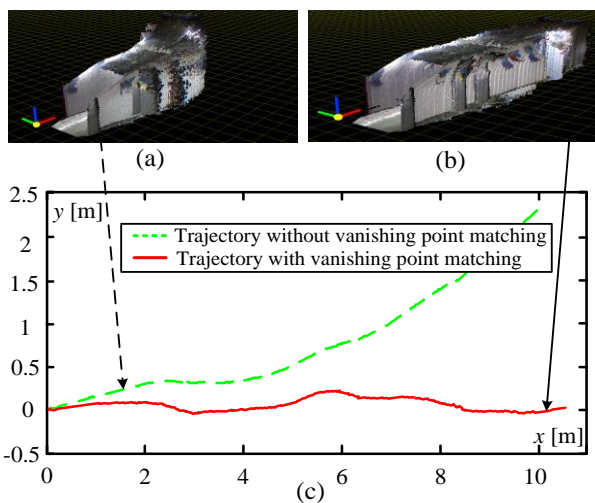 (a)
(b)
2.5
y [m]
2
Trajectory without vanishing point matching
Trajectory with vanishing point matching
1.5
1
0.5
0
x [m]
-0.5
0 2 4 6 8 10
(c)